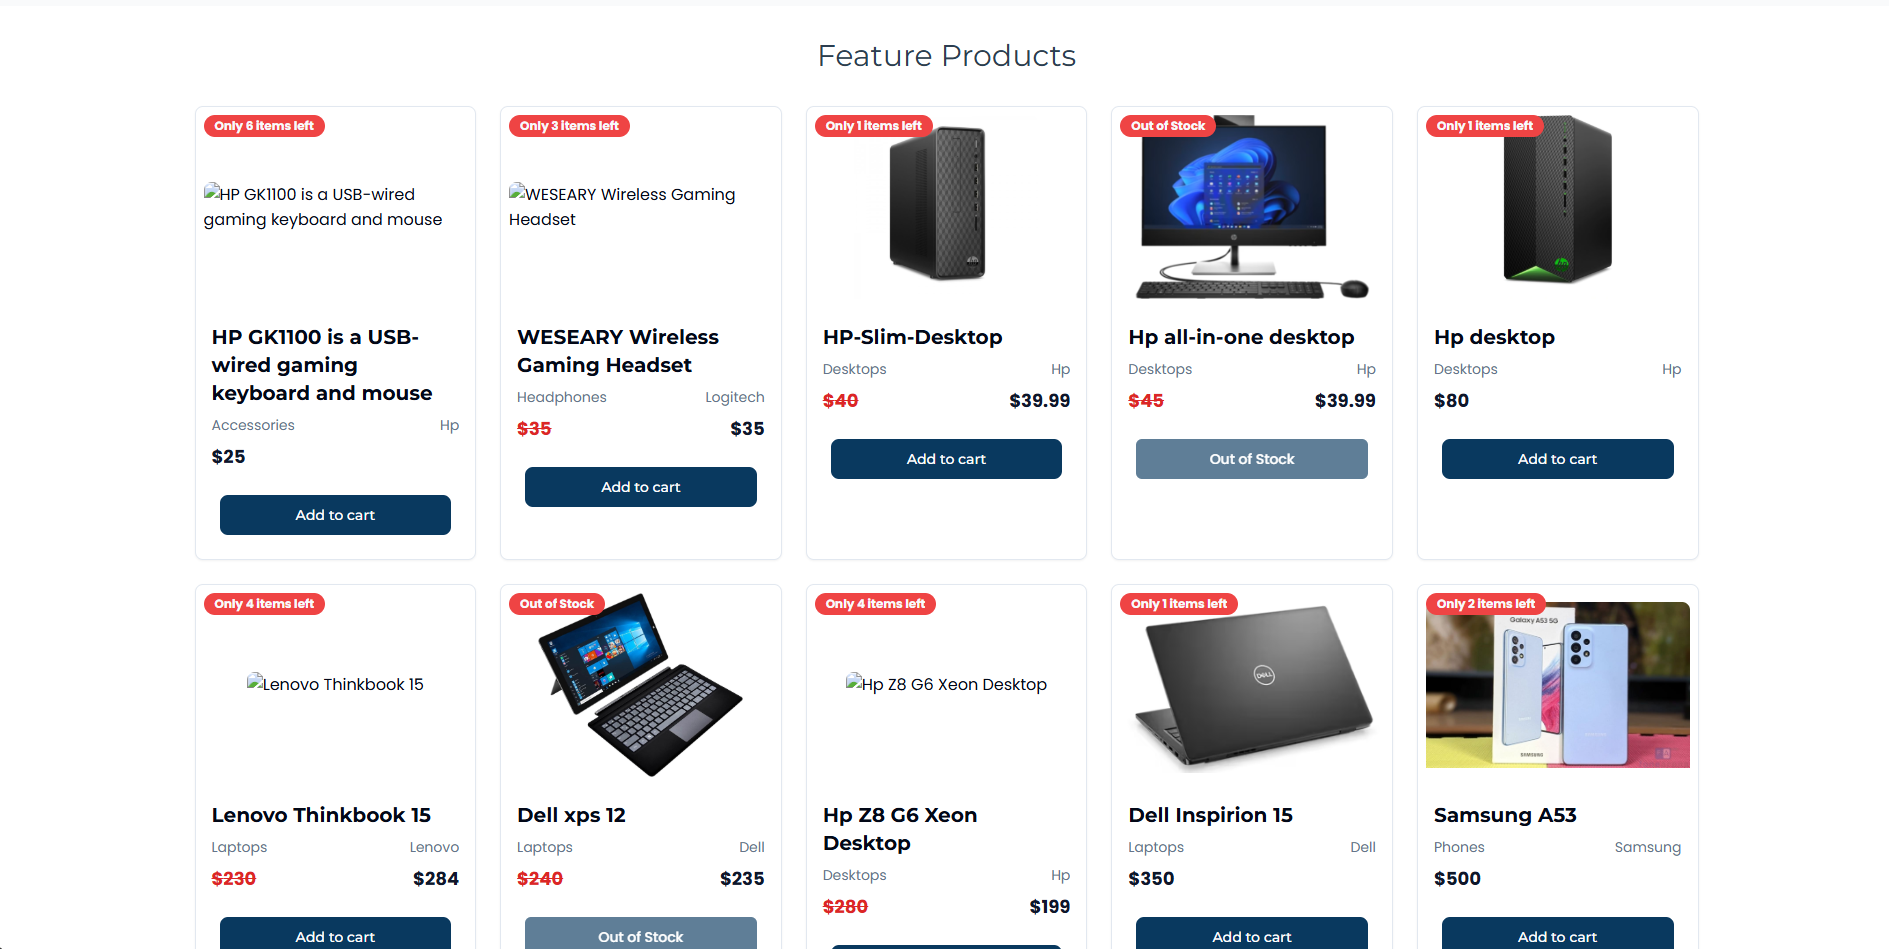 Feature Products
Only 6 items left
HP GK1100 is a USB-wired
gaming keyboard and mouse
HP GK1100 is a USB-
wired gaming
keyboard and mouse
Accessories Hp
$25
Add to cart
Only 3 items left
WESEARY Wireless Gaming
Headset
WESEARY Wireless
Gaming Headset
Headphones Logitech
$35 $35
Add to cart
Only 1 items left
HP-Slim-Desktop
Desktops Hp
$40 $39.99
Add to cart
Out of Stock
Hp all-in-one desktop
Desktops Hp
$45 $39.99
Out of Stock
Only 1 items left
Hp desktop
Desktops Hp
$80
Add to cart
Only 4 items left
Lenovo Thinkbook 15
Lenovo Thinkbook 15
Laptops Lenovo
$230 $284
Add to cart
Out of Stock
Dell xps 12
Laptops Dell
$240 $235
Out of Stock
Only 4 items left
Hp Z8 G6 Xeon Desktop
Hp Z8 G6 Xeon
Desktop
Desktops Hp
$280 $199
Only 1 items left
DELL
Dell Inspirion 15
Laptops Dell
$350
Add to cart
Only 2 items left
Galaxy A53 5G
SAMSUNG
Samsung A53
Phones Samsung
$500
Add to cart